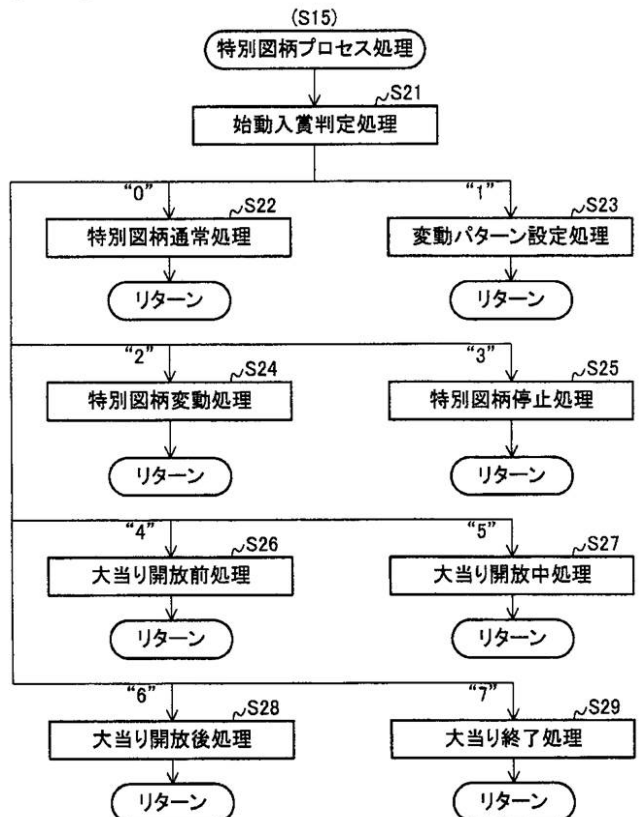 (S15)
特別図柄プロセス処理
S21
始動入賞判定処理
“0”
S22
特別図柄通常処理
リターン
“1”
S23
変動パターン設定処理
リターン
“2”
S24
特別図柄変動処理
リターン
“3”
S25
特別図柄停止処理
リターン
“4”
S26
大当り開放前処理
リターン
“5”
S27
大当り開放中処理
リターン
“6”
S28
大当り開放後処理
リターン
“7”
S29
大当り終了処理
リターン